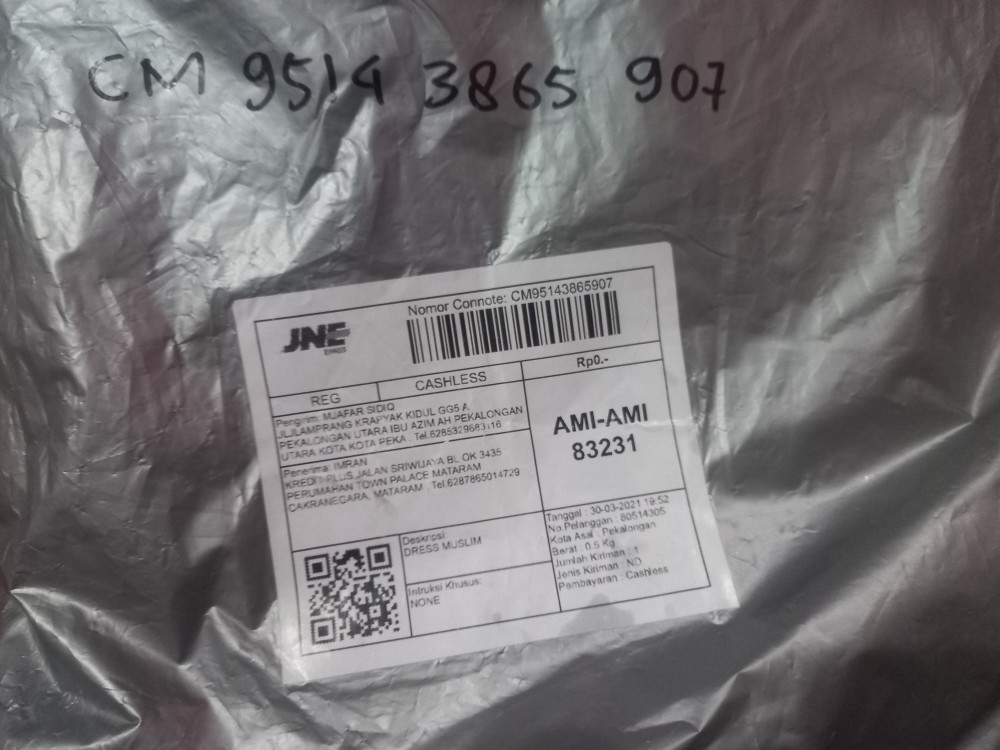 CM 9514 3865 907
Nomor Connote: CM95143865907
JNE
EXPRESS
REG
CASHLESS
Rp0.-
Pengirim: MUAFAR SIDIQ
JLJLAMPRANG KRAPYAK KIDUL GG5 A
PEKALONGAN UTARA IBU AZIM AH PEKALONGAN
UTARA KOTA KOTA PEKA . Tel.
Penerima: IMRAN
KREDIT PLUS JALAN SRIWIJAYA BL OK 3435
PERUMAHAN TOWN PALACE MATARAM
CAKRANEGARA, MATARAM . Tel.6287865014729
AMI-AMI
83231
Deskripsi
DRESS MUSLIM
Intruksi Khusus:
NONE
Tanggal : 30-03-2021 19:52
No.Pelanggan : 80514305
Kota Asal : Pekalongan
Berat : 0.5 Kg
Jumlah Kiriman : 1
Jenis Kiriman : ND
Pembayaran : Cashless